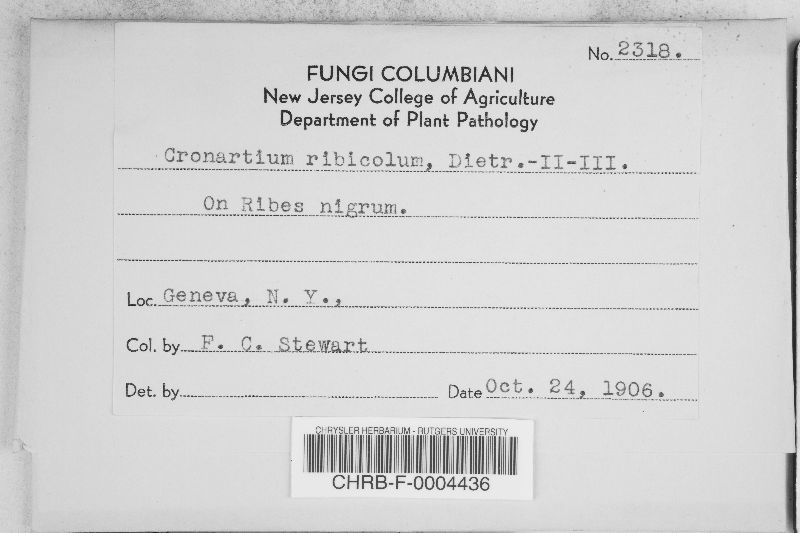 No. 2318.
FUNGI COLUMBIANI
New Jersey College of Agriculture
Department of Plant Pathology
Cronartium ribicolum, Dietr.-II-III.
On Ribes nigrum.
Loc. Geneva, N. Y.,
Col. by F. C. Stewart
Det. by
Date Oct. 24, 1906.
CHRYSLER HERBARIUM - RUTGERS UNIVERSITY
CHRB-F-0004436